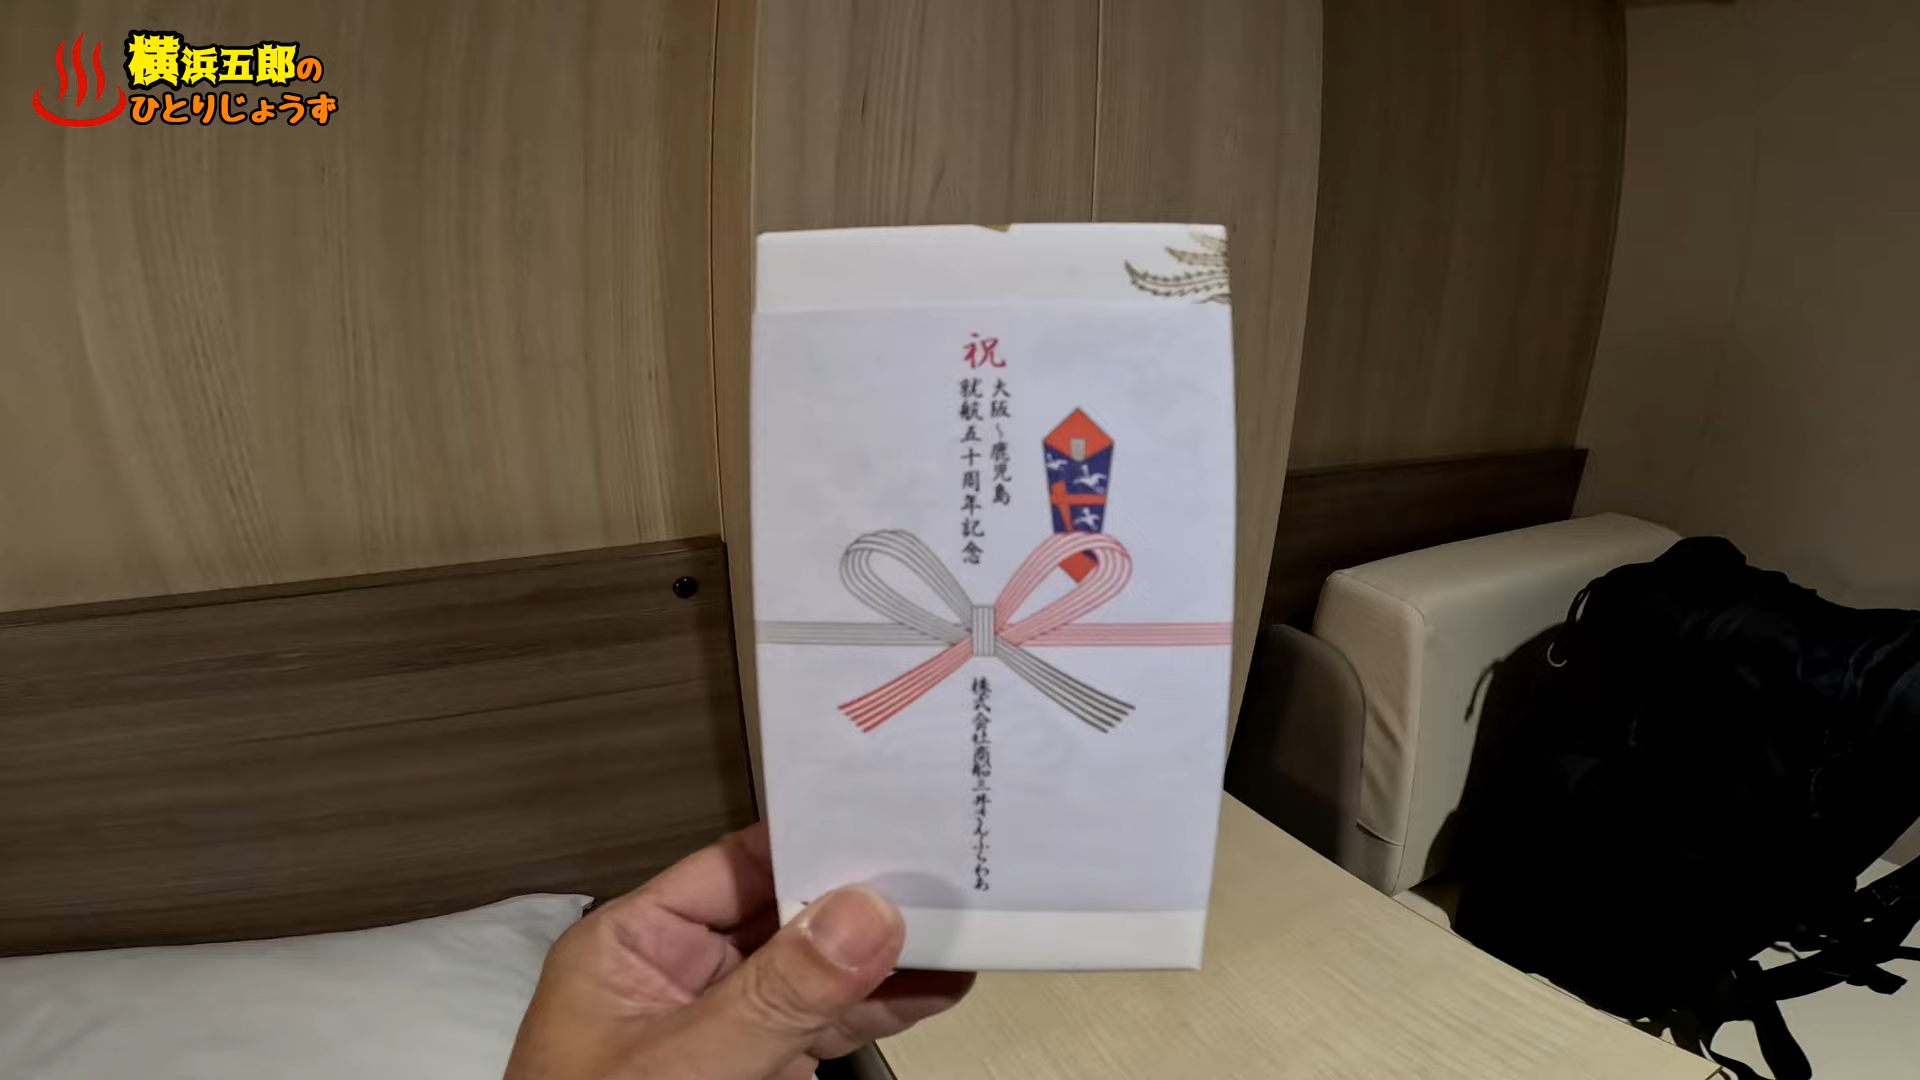 横浜五郎の
ひとりじょうず
祝
大阪〜鹿児島
就航五十周年記念
株式会社商船三井さんふらわあ